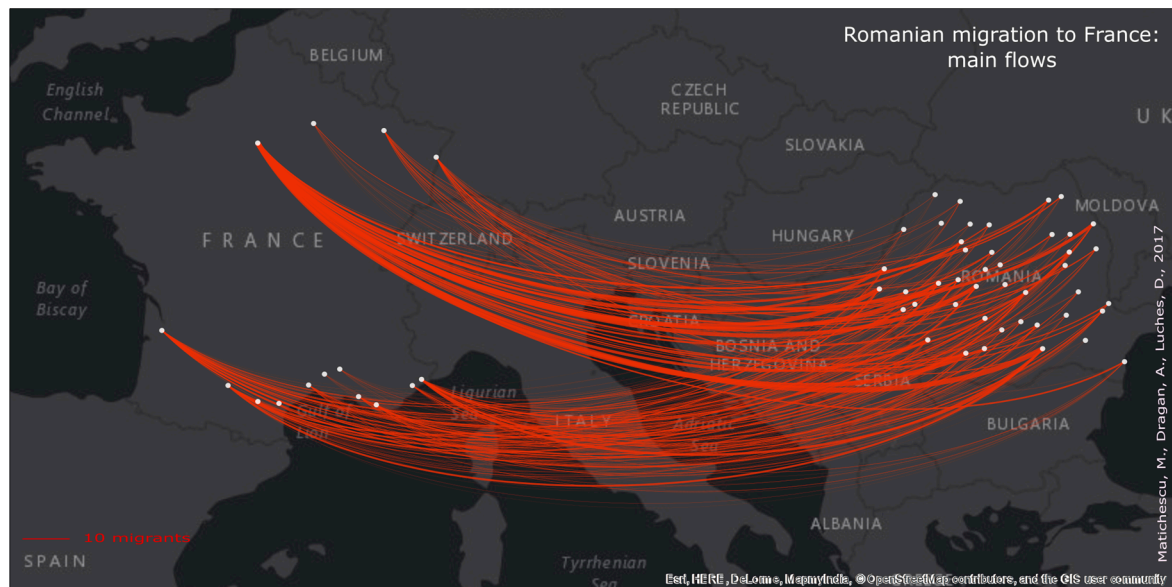 Romanian migration to France:
main flows
BELGIUM
English
Channel
CZECH
REPUBLIC
U K
SLOVAKIA
MOLDOVA
AUSTRIA
FRANCE
SWITZERLAND
HUNGARY
SLOVENIA
ROMANIA
Bay of
Biscay
CROATIA
BOSNIA AND
HERZEGOVINA
SERBIA
Ligurian
Sea
Gulf of
Lion
ITALY
Adriatic
Sea
BULGARIA
ALBANIA
10 migrants
SPAIN
Tyrrhenian
Sea
Matichescu, M., Dragan, A., Luches, D., 2017
Esri, HERE, DeLorme, MapmyIndia, © OpenStreetMap contributors, and the GIS user community